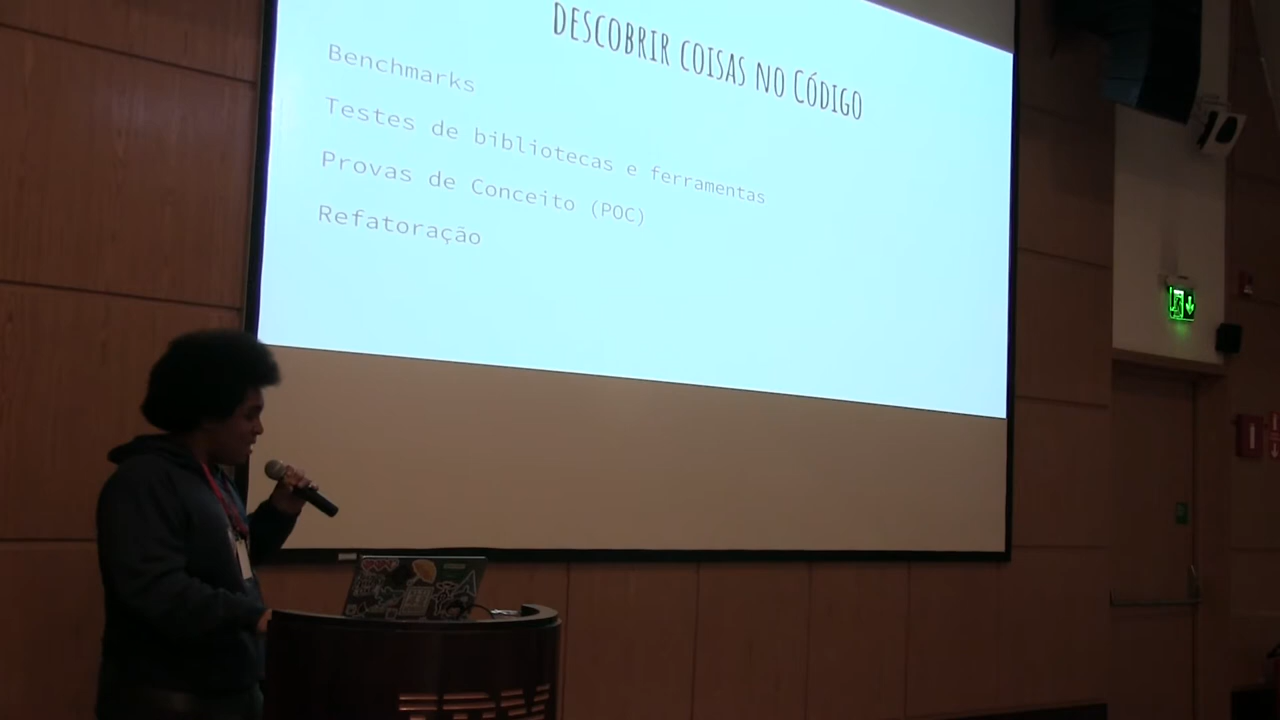 DESCOBRIR COISAS NO CÓDIGO
Benchmarks
Testes de bibliotecas e ferramentas
Provas de Conceito (POC)
Refatoração